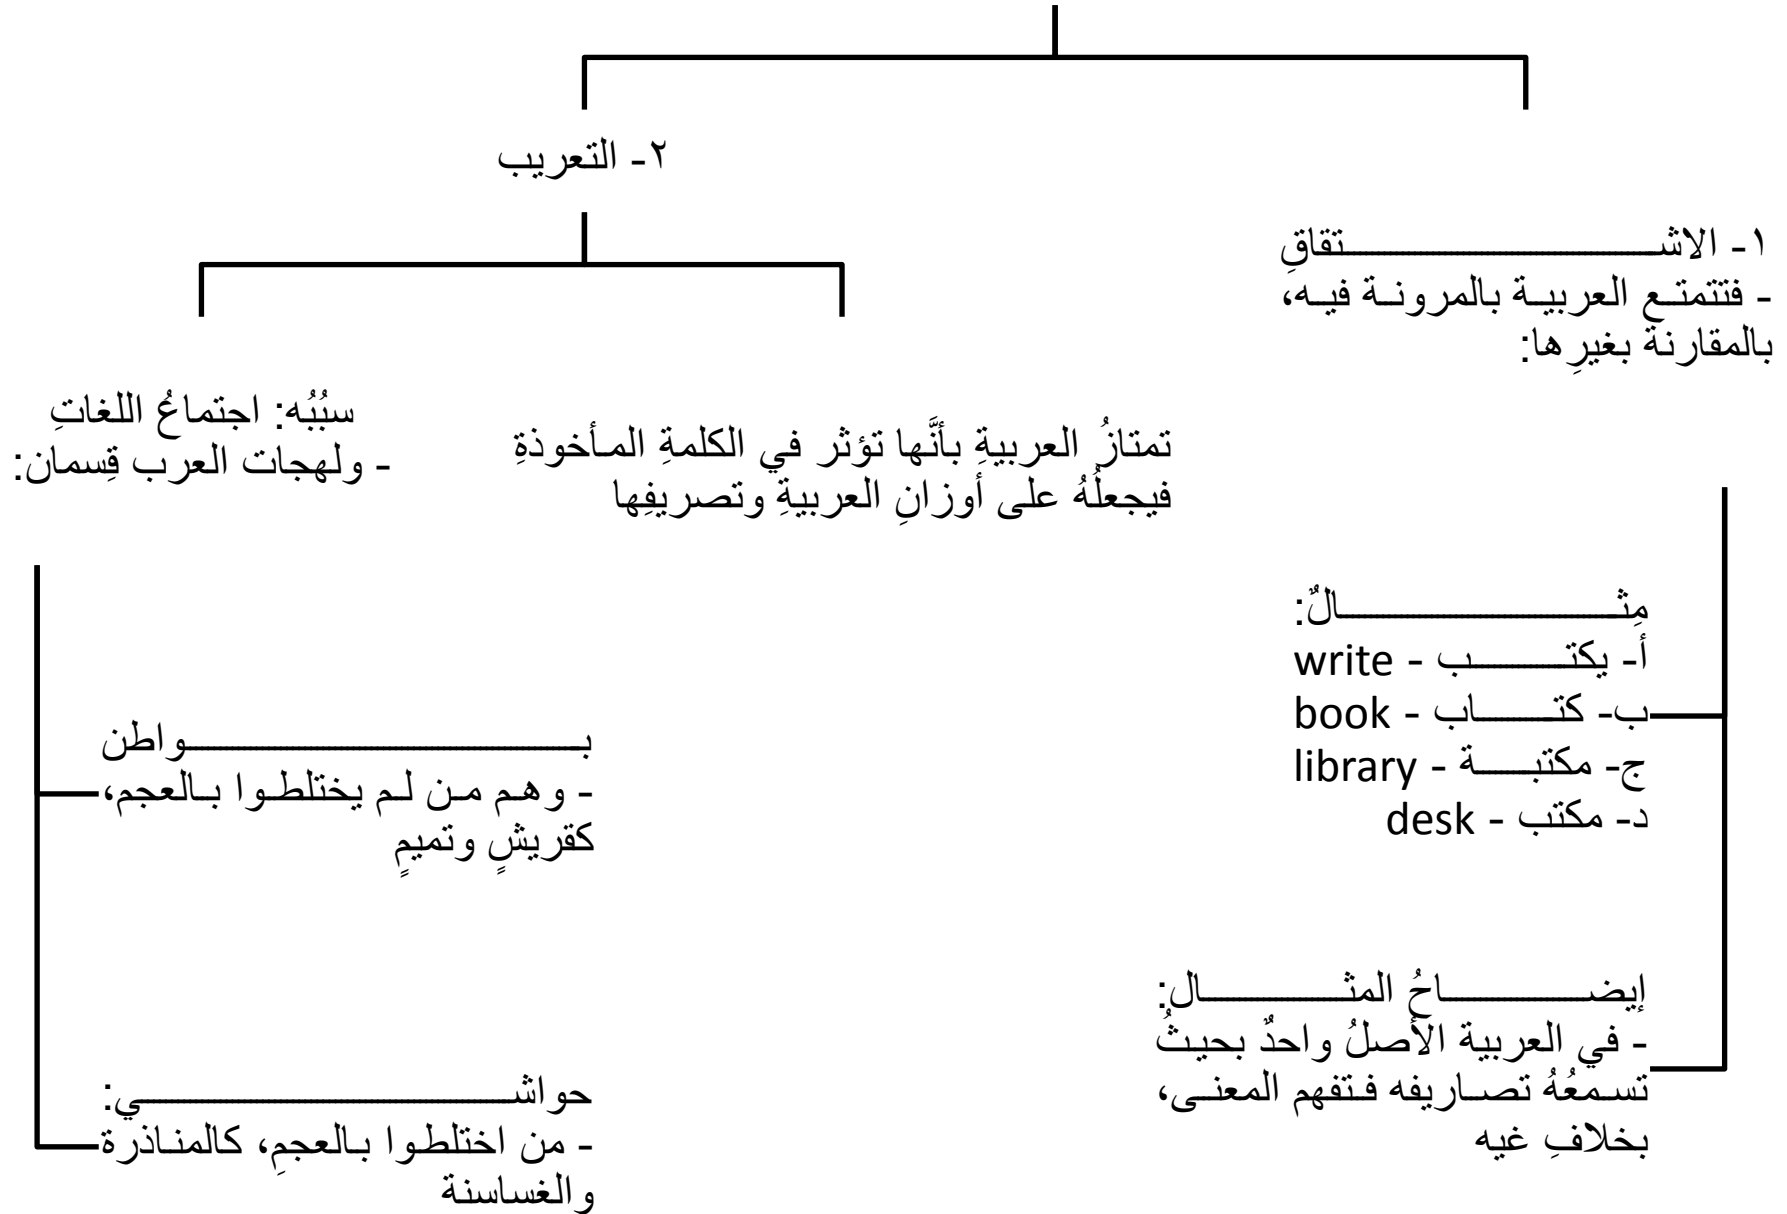 ١- الاشتقاقِ
- فتتمتع العربية بالمرونة فيه،
بالمقارنة بغيرِها:
مِثالٌ:
أ- يكتب - write
ب- كتاب - book
ج- مكتبة - library
د- مكتب - desk
إيضاحُ المثال:
- في العربية الأصلُ واحدٌ بحيثُ
تسمعُهُ تصاريفه فتفهم المعنى،
بخلافِ غيه
٢- التعريب
تمتازُ العربيةِ بأنَّها تؤثر في الكلمةِ المأخوذةِ
فيجعلُهُ على أوزانِ العربيةِ وتصريفِها
سبُبُه: اجتماعُ اللغاتِ
- ولهجات العرب قِسمان:
بواطن
- وهم من لم يختلطوا بالعجم،
كقريشٍ وتميمٍ
حواشي:
- من اختلطوا بالعجمِ، كالمناذرة
والغساسنة